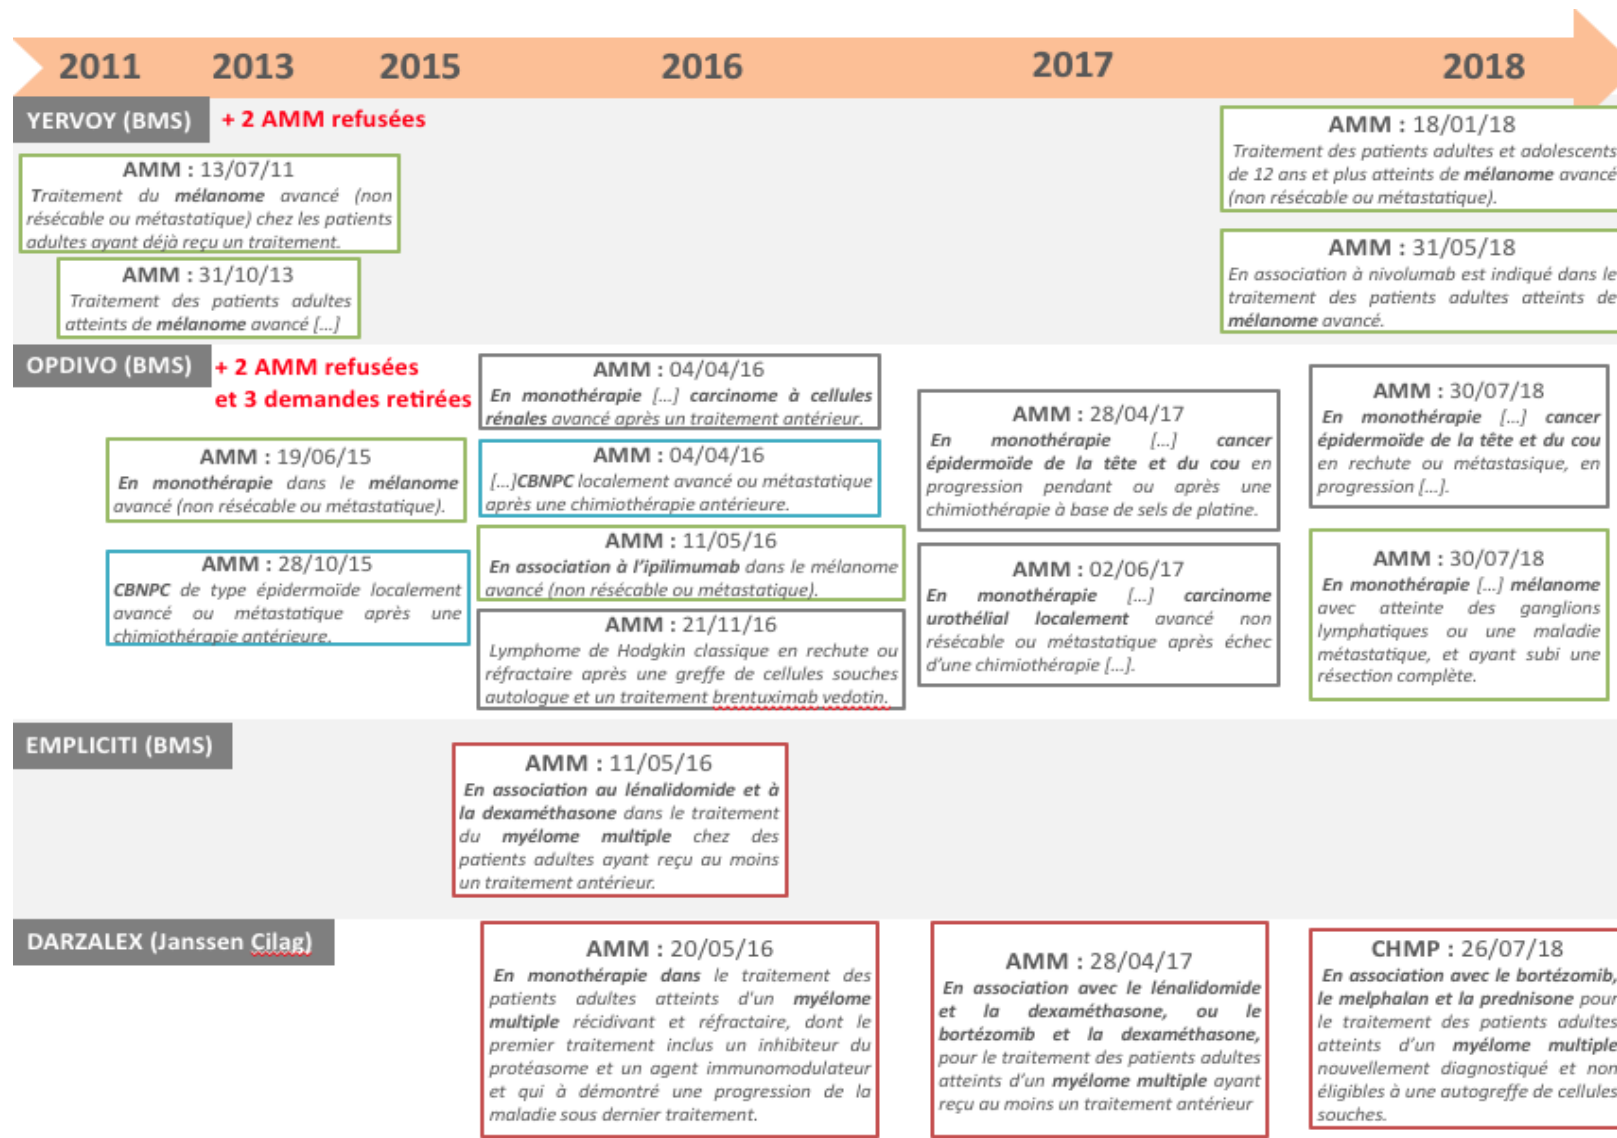 2011 2013 2015 2016 2017 2018
YERVOY (BMS)
+ 2 AMM refusées
AMM : 13/07/11
Traitement du mélanome avancé (non
résécable ou métastatique) chez les patients
adultes ayant déjà reçu un traitement.
AMM : 31/10/13
Traitement des patients adultes
atteints de mélanome avancé [...]
AMM : 18/01/18
Traitement des patients adultes et adolescents
de 12 ans et plus atteints de mélanome avancé
(non résécable ou métastatique).
AMM : 31/05/18
En association à nivolumab est indiqué dans le
traitement des patients adultes atteints de
mélanome avancé.
OPDIVO (BMS)
+ 2 AMM refusées
et 3 demandes retirées
AMM : 19/06/15
En monothérapie dans le mélanome
avancé (non résécable ou métastatique).
AMM : 28/10/15
CBNPC de type épidermoïde localement
avancé ou métastatique après une
chimiothérapie antérieure.
AMM : 04/04/16
En monothérapie [...] carcinome à cellules
rénales avancé après un traitement antérieur.
AMM : 04/04/16
[...]CBNPC localement avancé ou métastatique
après une chimiothérapie antérieure.
AMM : 11/05/16
En association à l'ipilimumab dans le mélanome
avancé (non résécable ou métastatique).
AMM : 21/11/16
Lymphome de Hodgkin classique en rechute ou
réfractaire après une greffe de cellules souches
autologue et un traitement brentuximab vedotin.
AMM : 28/04/17
En monothérapie [...] cancer
épidermoïde de la tête et du cou en
progression pendant ou après une
chimiothérapie à base de sels de platine.
AMM : 02/06/17
En monothérapie [...] carcinome
urothélial localement avancé non
résécable ou métastatique après échec
d'une chimiothérapie [...].
AMM : 30/07/18
En monothérapie [...] cancer
épidermoïde de la tête et du cou
en rechute ou métastasique, en
progression [...].
AMM : 30/07/18
En monothérapie [...] mélanome
avec atteinte des ganglions
lymphatiques ou une maladie
métastatique, et ayant subi une
résection complète.
EMPLICITI (BMS)
AMM : 11/05/16
En association au lénalidomide et à
la dexaméthasone dans le traitement
du myélome multiple chez des
patients adultes ayant reçu au moins
un traitement antérieur.
DARZALEX (Janssen Cilag)
AMM : 20/05/16
En monothérapie dans le traitement des
patients adultes atteints d'un myélome
multiple récidivant et réfractaire, dont le
premier traitement inclus un inhibiteur du
protéasome et un agent immunomodulateur
et qui à démontré une progression de la
maladie sous dernier traitement.
AMM : 28/04/17
En association avec le lénalidomide
et la dexaméthasone, ou le
bortézomib et la dexaméthasone,
pour le traitement des patients adultes
atteints d'un myélome multiple ayant
reçu au moins un traitement antérieur
CHMP : 26/07/18
En association avec le bortézomib,
le melphalan et la prednisone pour
le traitement des patients adultes
atteints d'un myélome multiple
nouvellement diagnostiqué et non
éligibles à une autogreffe de cellules
souches.